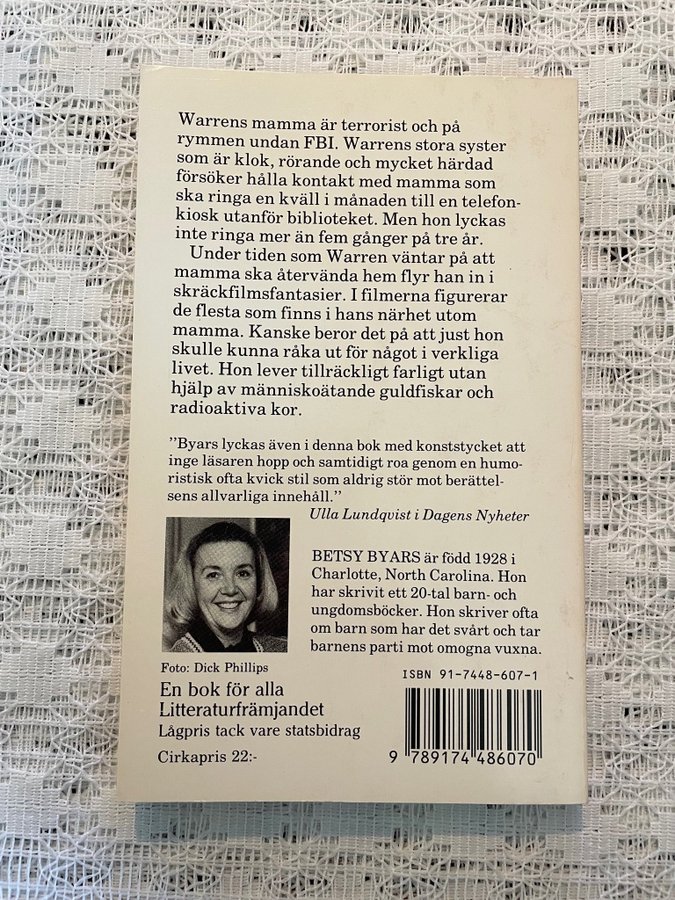 Warrens mamma är terrorist och på
rymmen undan FBI. Warrens stora syster
som är klok, rörande och mycket härdad
försöker hålla kontakt med mamma som
ska ringa en kväll i månaden till en telefon-
kiosk utanför biblioteket. Men hon lyckas
inte ringa mer än fem gånger på tre år.
Under tiden som Warren väntar på att
mamma ska återvända hem flyr han in i
skräckfilmsfantasier. I filmerna figurerar
de flesta som finns i hans närhet utom
mamma. Kanske beror det på att just hon
skulle kunna råka ut för något i verkliga
livet. Hon lever tillräckligt farligt utan
hjälp av människoätande guldfiskar och
radioaktiva kor.
”Byars lyckas även i denna bok med konststycket att
inge läsaren hopp och samtidigt roa genom en humo-
ristisk ofta kvick stil som aldrig stör mot berättel-
sens allvarliga innehåll.”
Ulla Lundqvist i Dagens Nyheter
BETSY BYARS är född 1928 i
Charlotte, North Carolina. Hon
har skrivit ett 20-tal barn- och
ungdomsböcker. Hon skriver ofta
om barn som har det svårt och tar
barnens parti mot omogna vuxna.
Foto: Dick Phillips
En bok för alla
Litteraturfrämjandet
Lågpris tack vare statsbidrag
Cirkapris 22:-
ISBN 91-7448-607-1
9 789174 486070